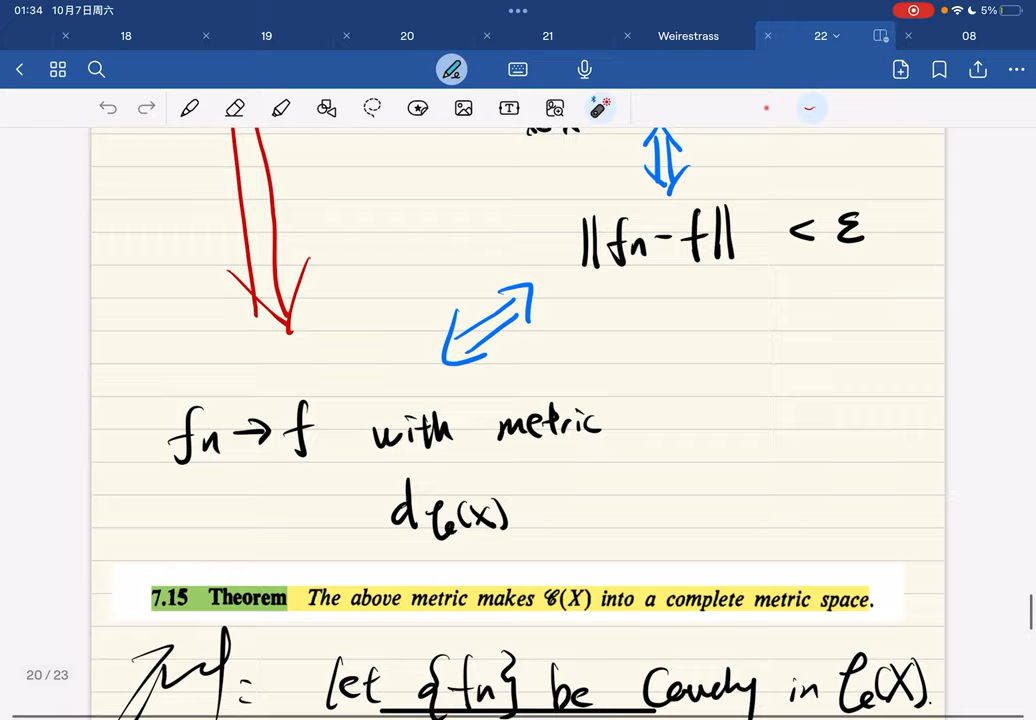 01:34 10月7日周六 5%
18 19 20 21 Weirestrass 22 08
‖fn-f‖ < ε
fn → f with metric
d𝒞(X)
7.15 Theorem The above metric makes 𝒞(X) into a complete metric space.
20 / 23
let {fn} be Cauchy in 𝒞(X).